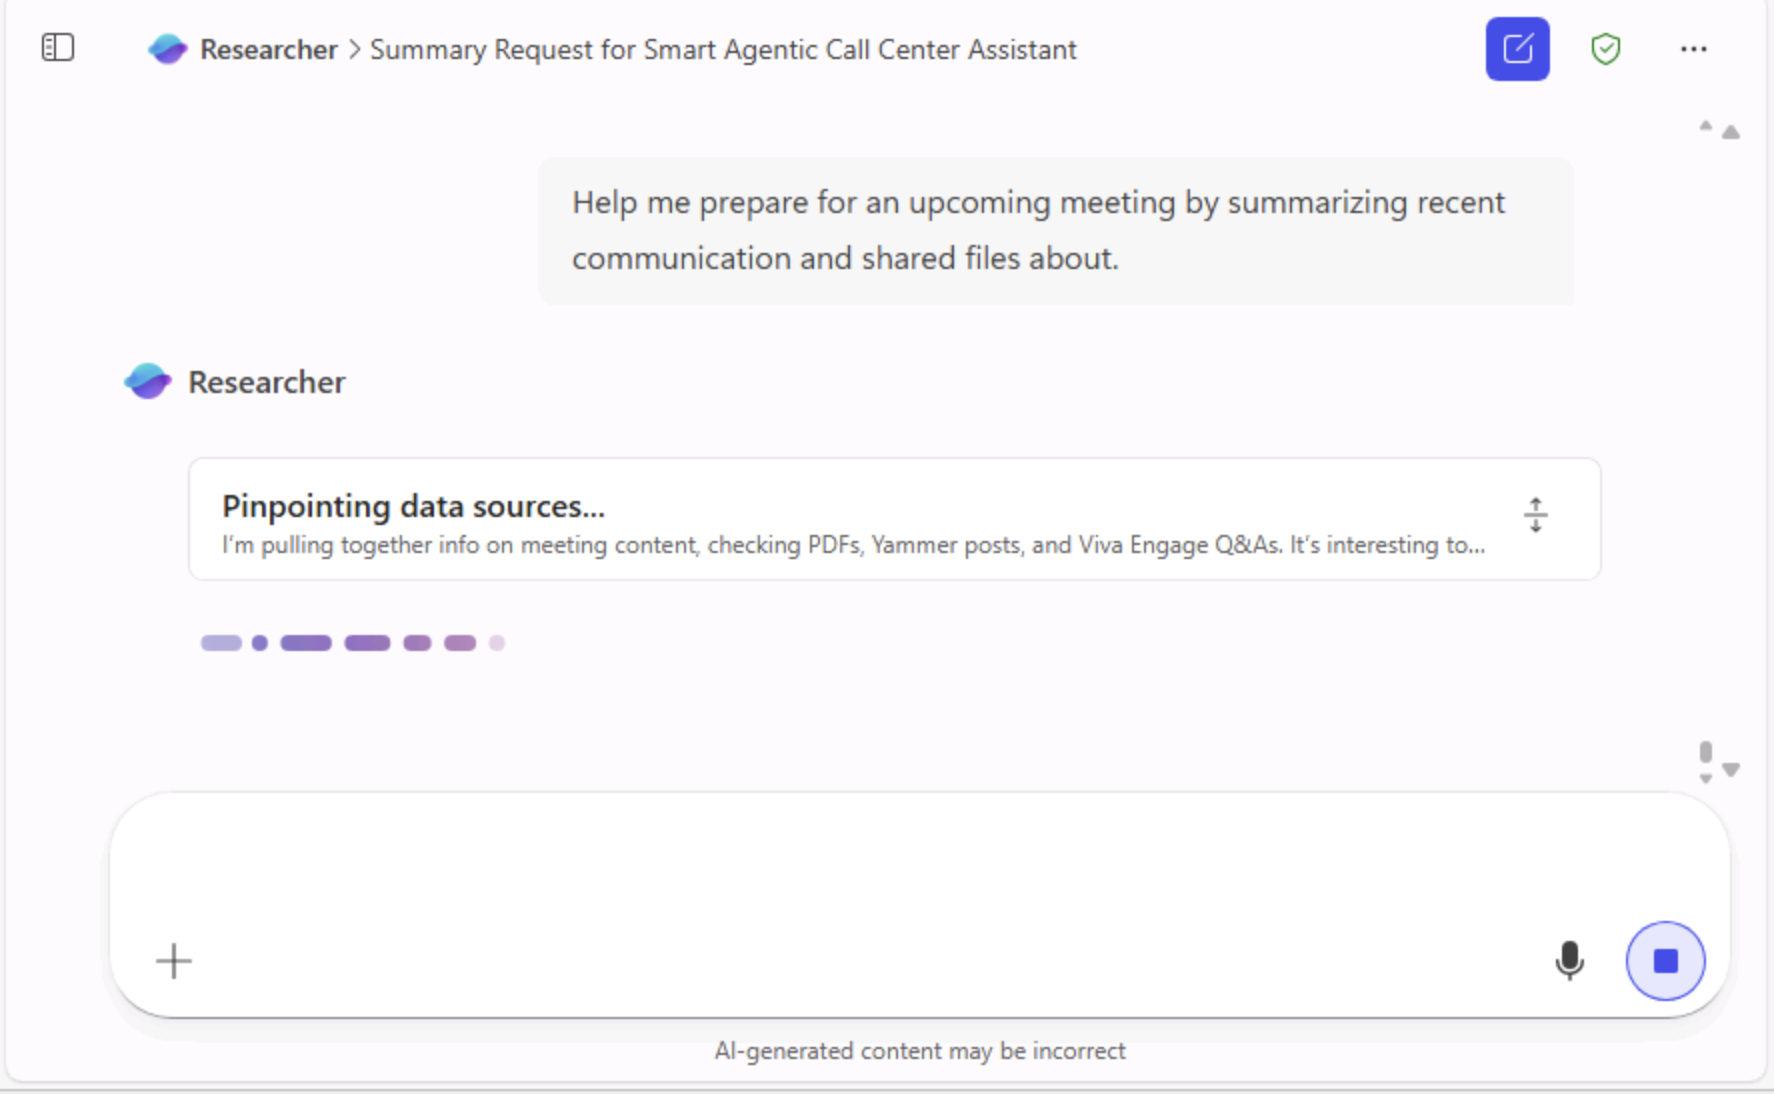 Researcher > Summary Request for Smart Agentic Call Center Assistant
Help me prepare for an upcoming meeting by summarizing recent
communication and shared files about.
Researcher
Pinpointing data sources...
I'm pulling together info on meeting content, checking PDFs, Yammer posts, and Viva Engage Q&As. It's interesting to...
AI-generated content may be incorrect